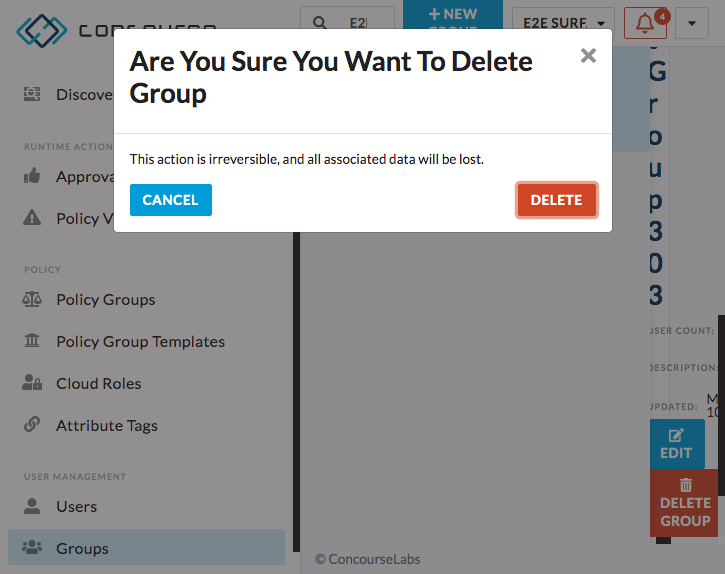 E2E
NEW
GROUP
E2E SURF
4
Are You Sure You Want To Delete
Group
This action is irreversible, and all associated data will be lost.
CANCEL
DELETE
Discove
RUNTIME ACTION
Approva
Policy V
POLICY
Policy Groups
Policy Group Templates
Cloud Roles
Attribute Tags
USER MANAGEMENT
Users
Groups
G
r
o
u
p
3
0
3
USER COUNT:
DESCRIPTION:
UPDATED:
M
10
EDIT
DELETE
GROUP
© ConcourseLabs